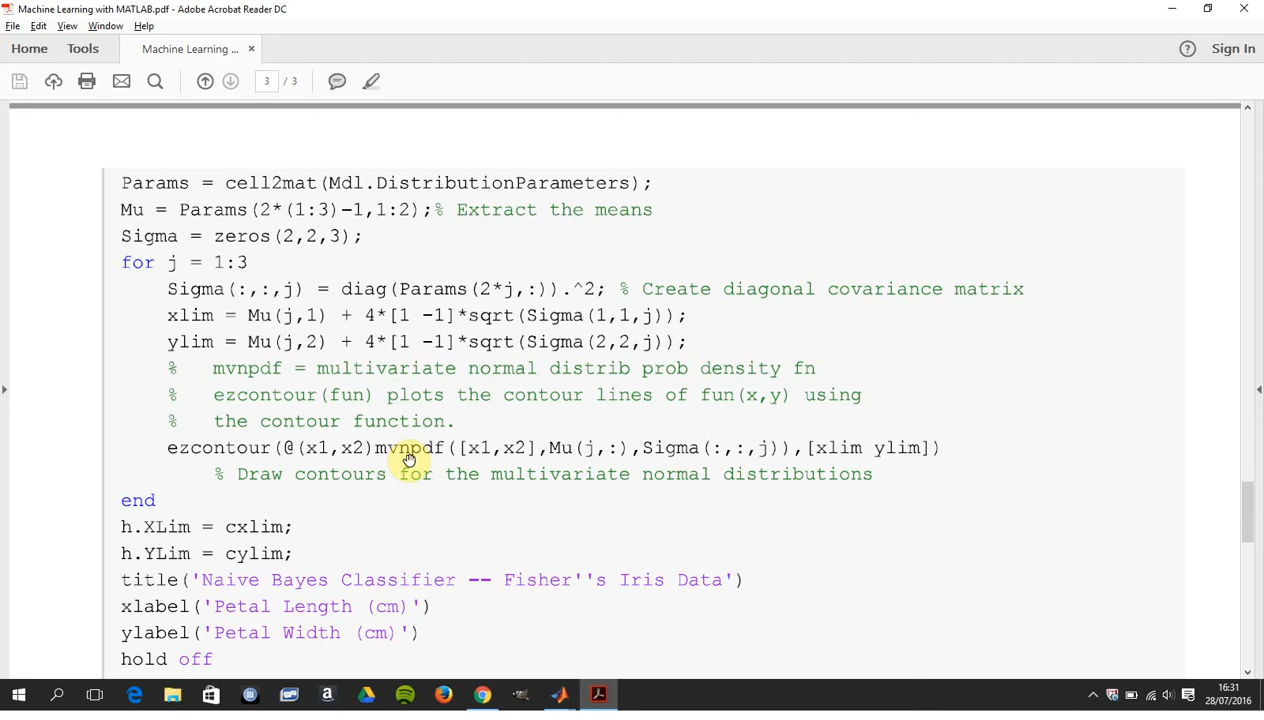 Machine Learning with MATLAB.pdf - Adobe Acrobat Reader DC
File Edit View Window Help
Home Tools Machine Learning ... × Sign In
3 / 3
Params = cell2mat(Mdl.DistributionParameters);
Mu = Params(2*(1:3)-1,1:2);% Extract the means
Sigma = zeros(2,2,3);
for j = 1:3
    Sigma(:,:,j) = diag(Params(2*j,:)).^2; % Create diagonal covariance matrix
    xlim = Mu(j,1) + 4*[1 -1]*sqrt(Sigma(1,1,j));
    ylim = Mu(j,2) + 4*[1 -1]*sqrt(Sigma(2,2,j));
    %   mvnpdf = multivariate normal distrib prob density fn
    %   ezcontour(fun) plots the contour lines of fun(x,y) using
    %   the contour function.
    ezcontour(@(x1,x2)mvnpdf([x1,x2],Mu(j,:),Sigma(:,:,j)),[xlim ylim])
        % Draw contours for the multivariate normal distributions
end
h.XLim = cxlim;
h.YLim = cylim;
title('Naive Bayes Classifier -- Fisher''s Iris Data')
xlabel('Petal Length (cm)')
ylabel('Petal Width (cm)')
hold off
16:31
28/07/2016